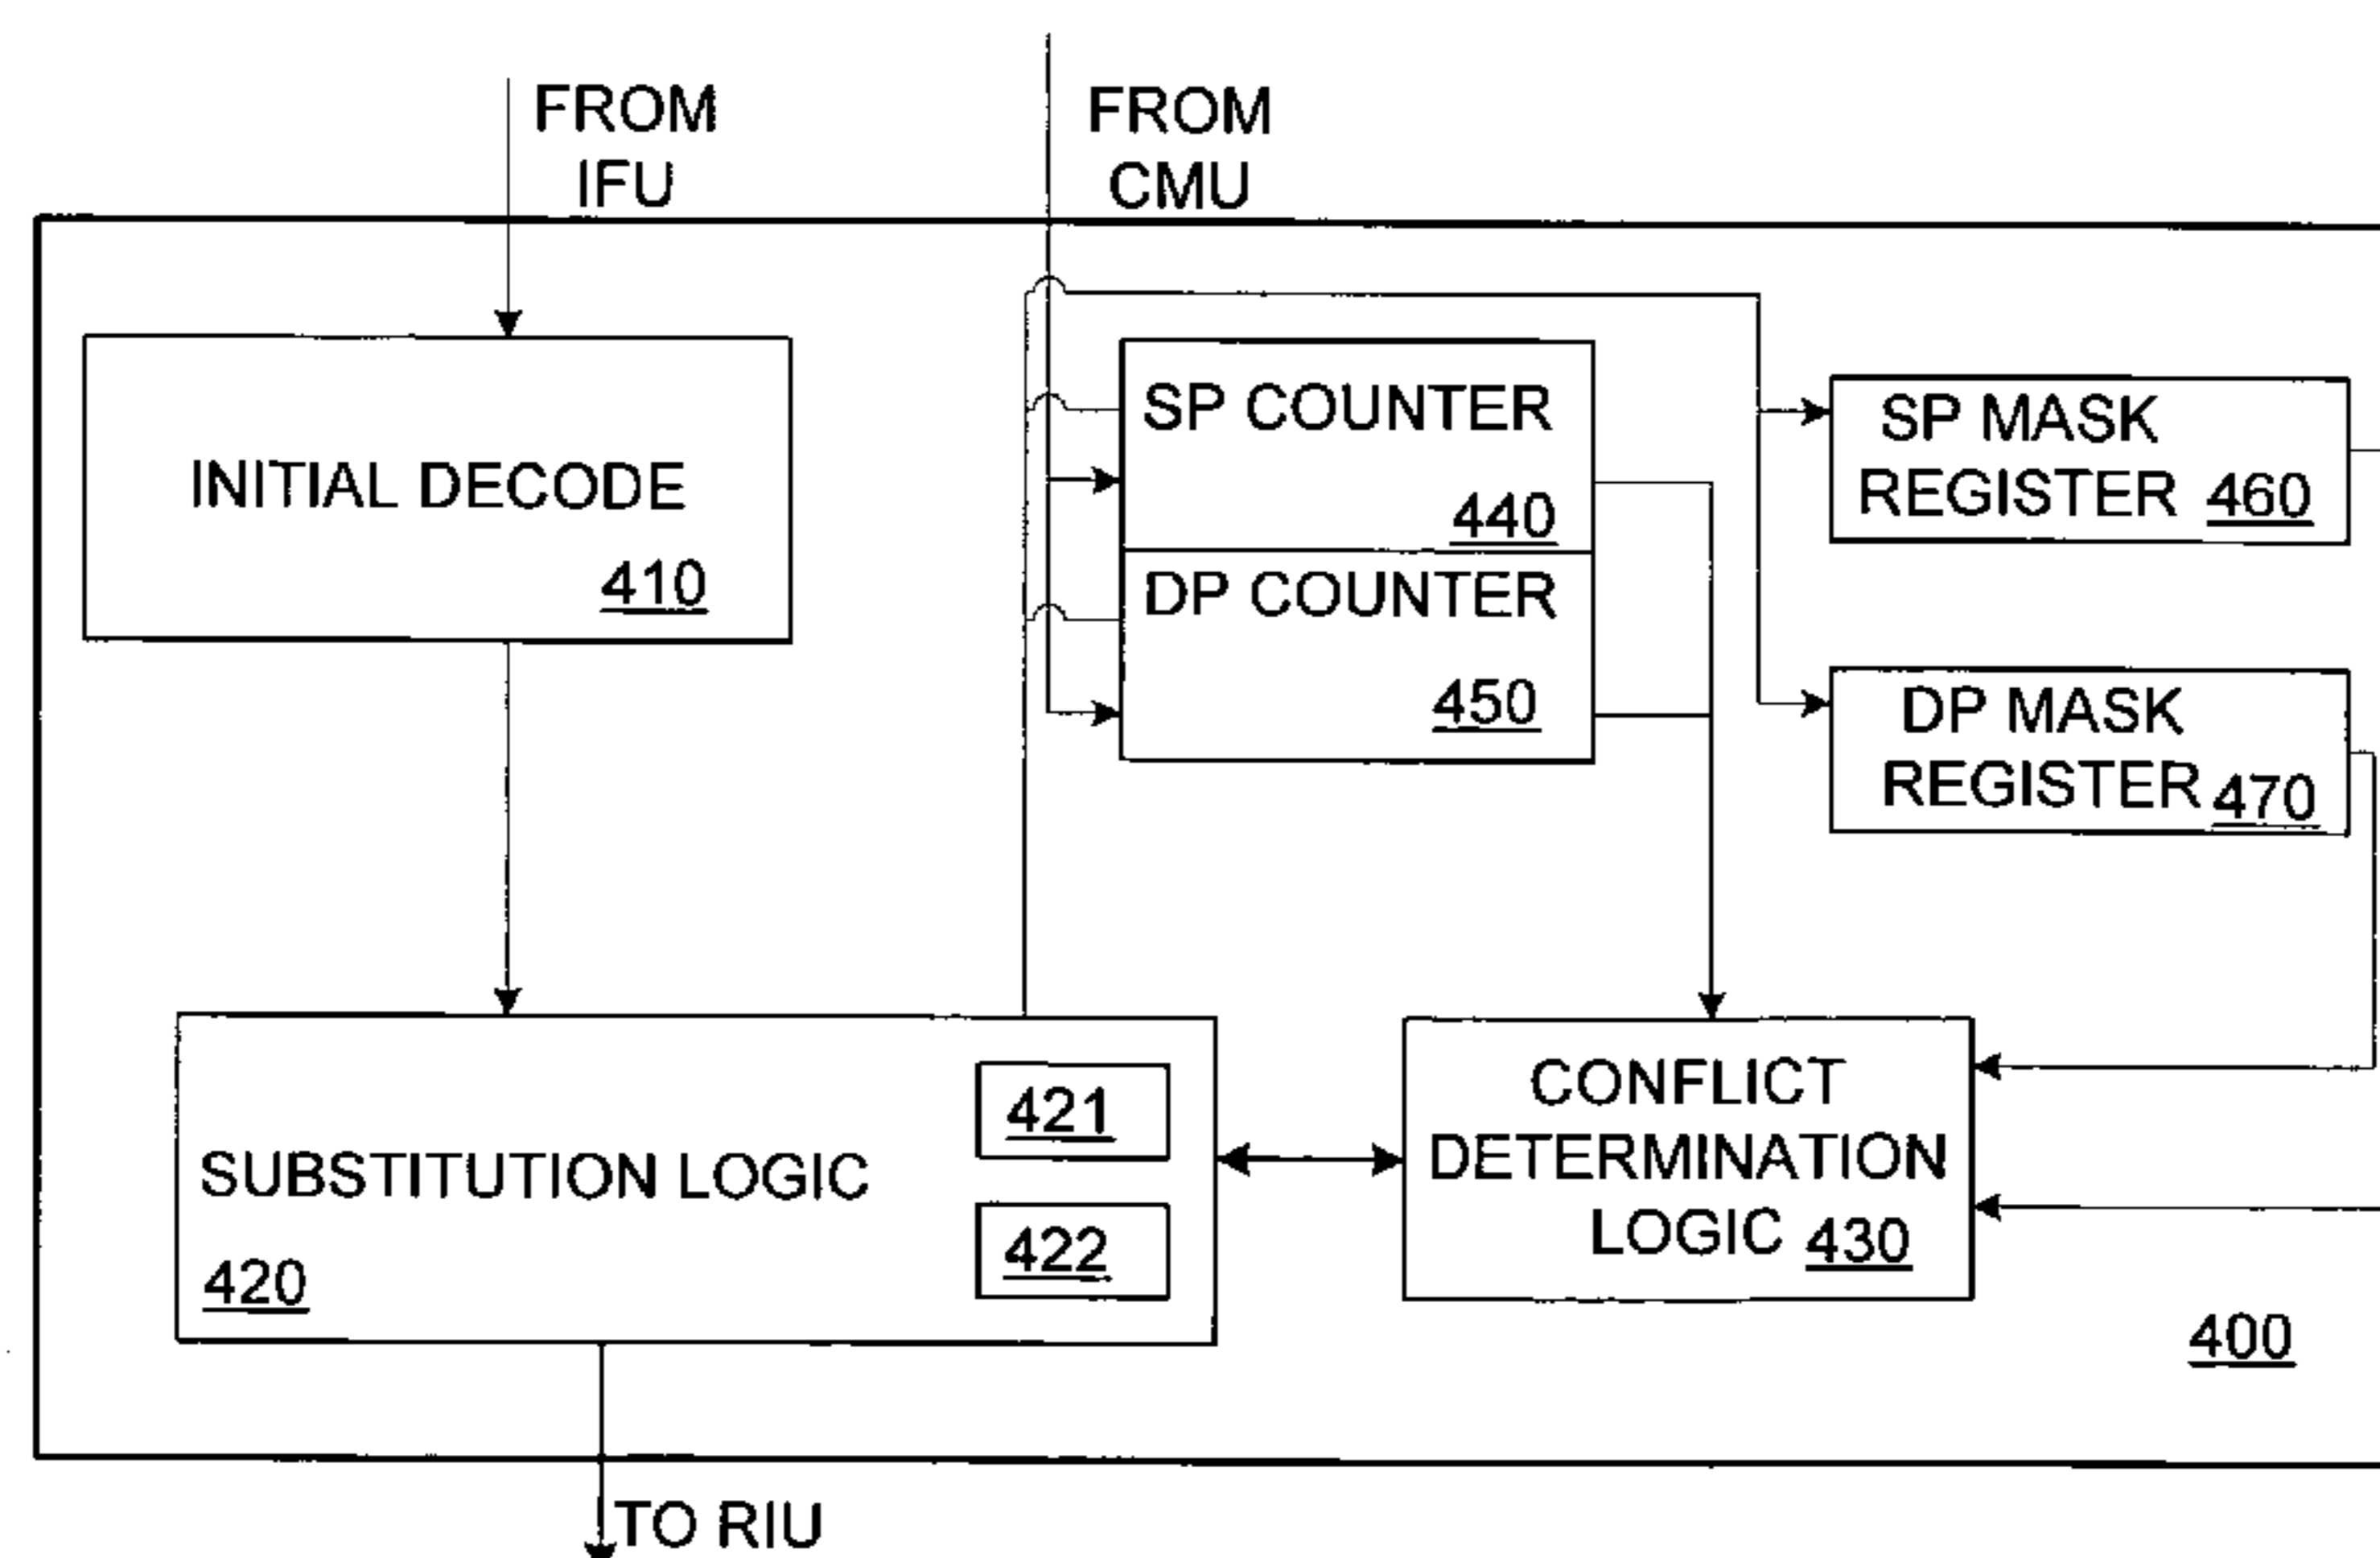 FROM
IFU
FROM
CMU
INITIAL DECODE
410
SP COUNTER
440
DP COUNTER
450
SP MASK
REGISTER 460
DP MASK
REGISTER 470
SUBSTITUTION LOGIC
420
421
422
CONFLICT
DETERMINATION
LOGIC 430
400
TO RIU